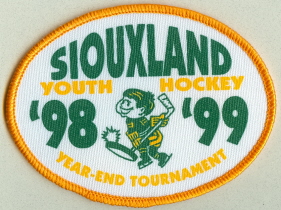 SIOUXLAND
YOUTH HOCKEY
'98 '99
YEAR-END TOURNAMENT